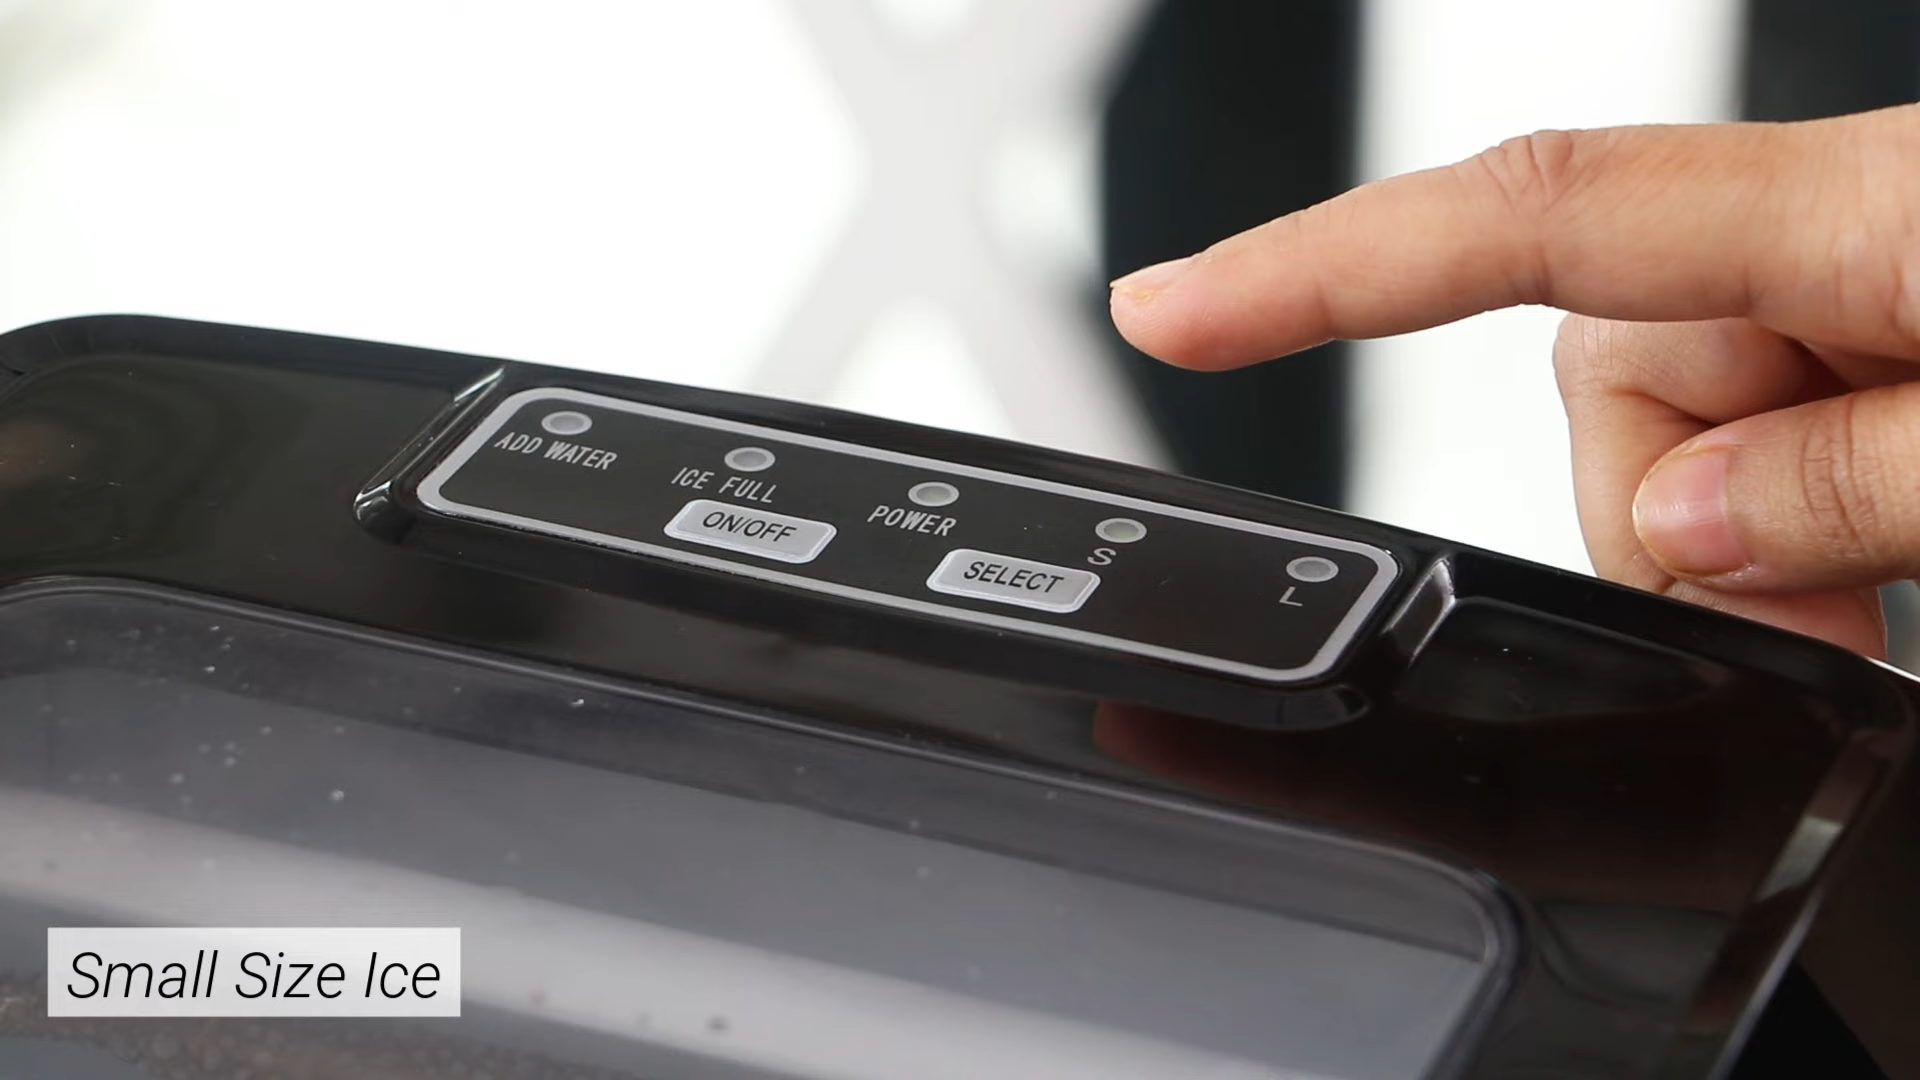 ADD WATER
ICE FULL
POWER
S
L
ON/OFF
SELECT
Small Size Ice